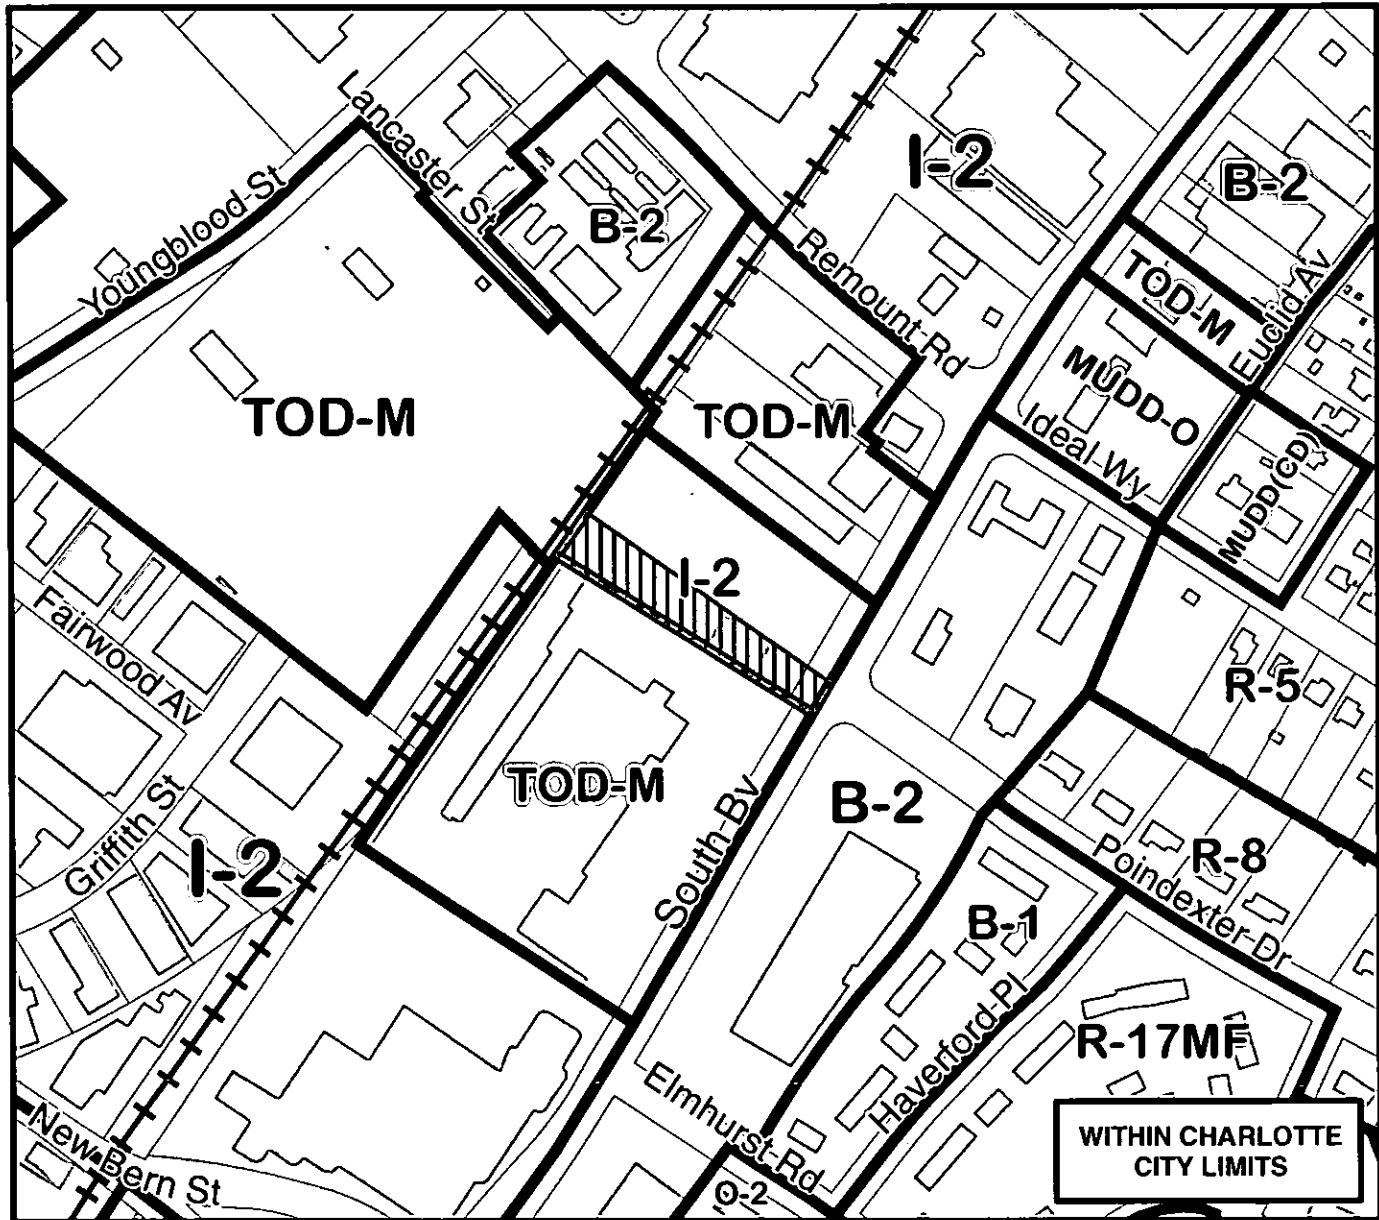 Lancaster St
I-2
B-2
Youngblood St
B-2
Remount Rd
TOD-M
Euclid Av
TOD-M
TOD-M
MUDD-O
Ideal Wy
MUDD(CD)
I-2
Fairwood Av
R-5
TOD-M
South Bv
B-2
Griffith St
I-2
R-8
Poindexter Dr
B-1
Haverford Pl
R-17MF
Elmhurst Rd
New Bern St
O-2
WITHIN CHARLOTTE
CITY LIMITS